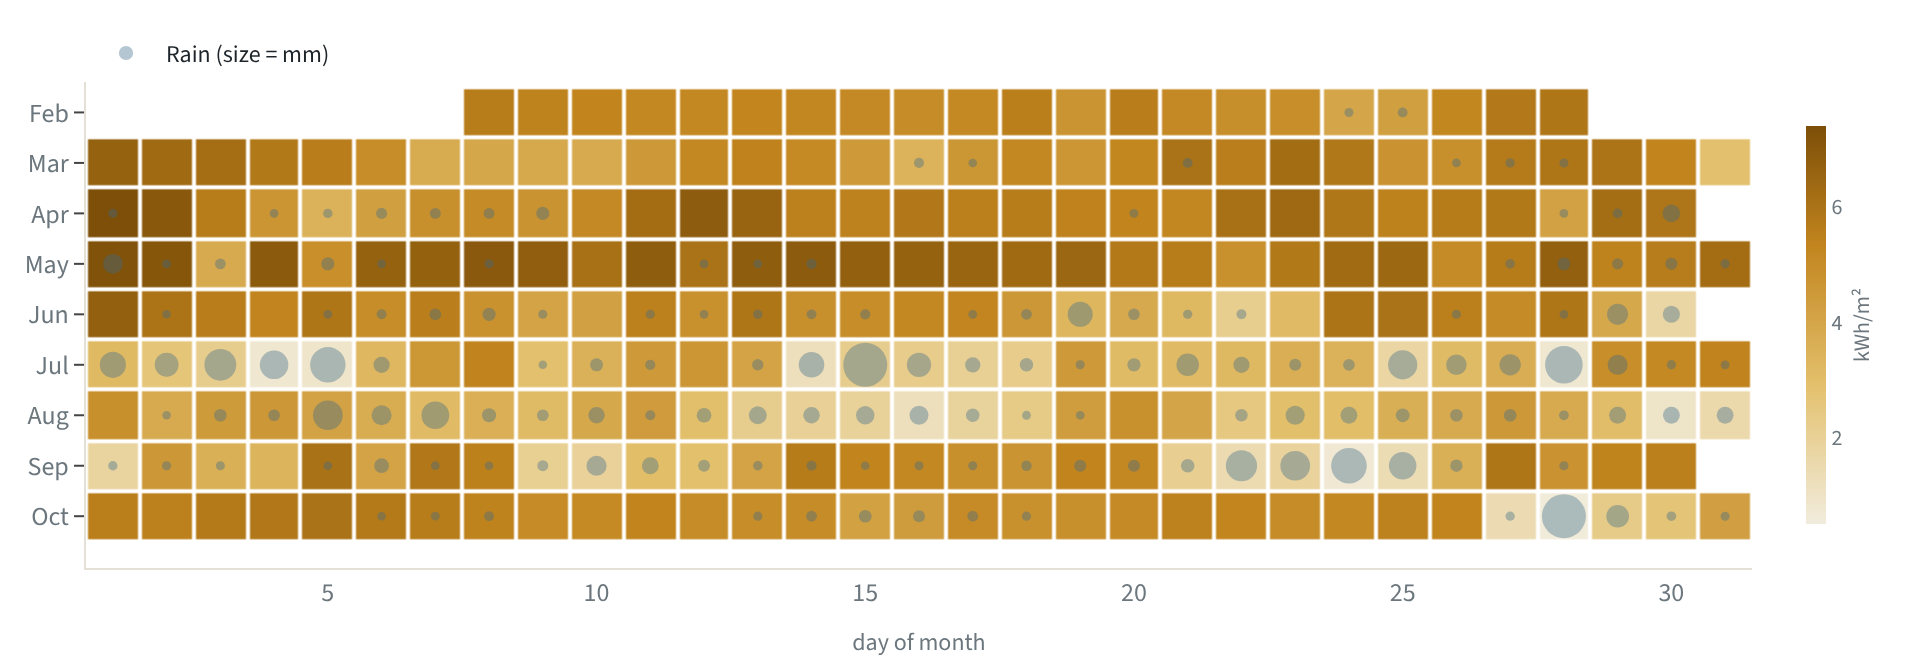 Rain (size = mm)
Feb
Mar
Apr
May
Jun
Jul
Aug
Sep
Oct
5 10 15 20 25 30
day of month
6
4
2
kWh/m²